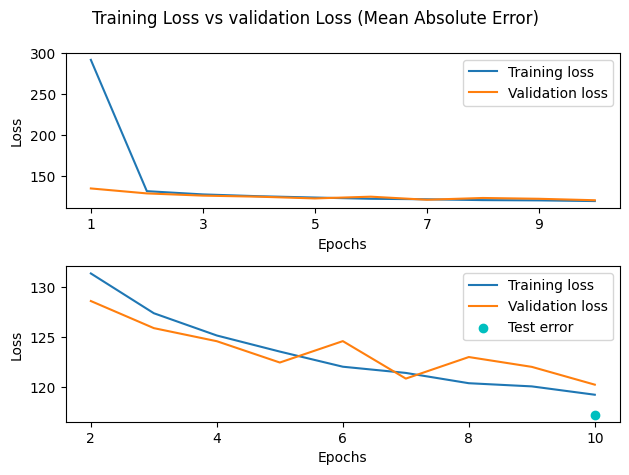 Training Loss vs validation Loss (Mean Absolute Error)
300
250
200
150
Loss
Training loss
Validation loss
1 3 5 7 9
Epochs
130
125
120
Loss
Training loss
Validation loss
Test error
2 4 6 8 10
Epochs